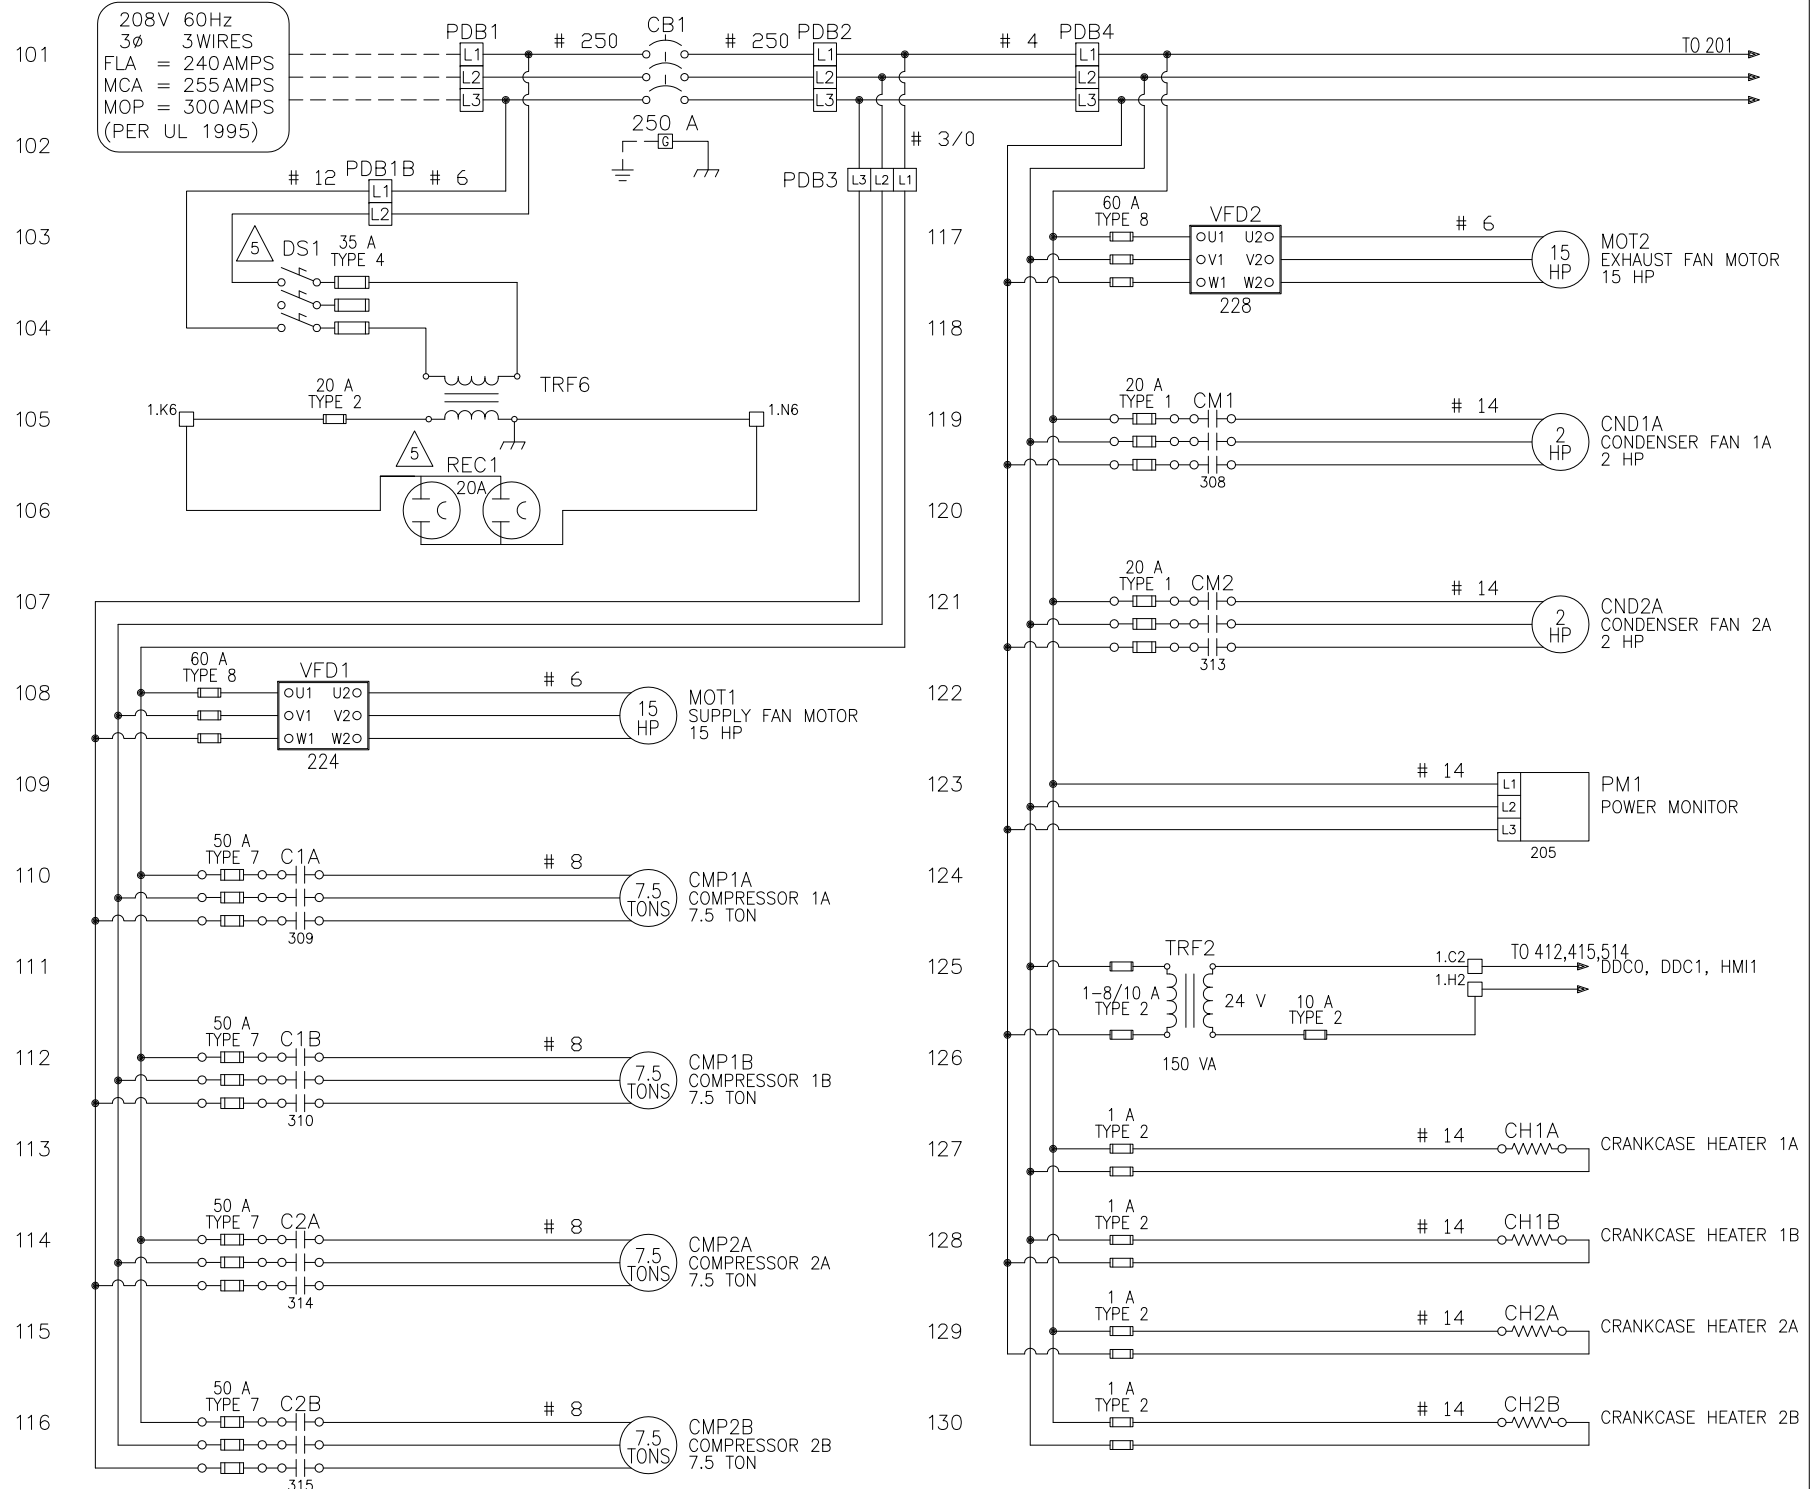 208V 60Hz
3ø 3WIRES
FLA = 240AMPS
MCA = 255AMPS
MOP = 300AMPS
(PER UL 1995)
101
PDB1
L1
L2
L3
# 250
CB1
250 A
G
# 250
PDB2
L1
L2
L3
# 4
PDB4
L1
L2
L3
TO 201
102
# 3/0
PDB3
L3 L2 L1
# 12
PDB1B
L1
L2
# 6
103
5
DS1
35 A
TYPE 4
104
TRF6
105
1.K6
20 A
TYPE 2
1.N6
5
REC1
20A
106
107
108
60 A
TYPE 8
VFD1
U1 U2
V1 V2
W1 W2
224
# 6
15
HP
MOT1
SUPPLY FAN MOTOR
15 HP
109
110
50 A
TYPE 7
C1A
309
# 8
7.5
TONS
CMP1A
COMPRESSOR 1A
7.5 TON
111
112
50 A
TYPE 7
C1B
310
# 8
7.5
TONS
CMP1B
COMPRESSOR 1B
7.5 TON
113
114
50 A
TYPE 7
C2A
314
# 8
7.5
TONS
CMP2A
COMPRESSOR 2A
7.5 TON
115
116
50 A
TYPE 7
C2B
315
# 8
7.5
TONS
CMP2B
COMPRESSOR 2B
7.5 TON
117
60 A
TYPE 8
VFD2
U1 U2
V1 V2
W1 W2
228
# 6
15
HP
MOT2
EXHAUST FAN MOTOR
15 HP
118
119
20 A
TYPE 1
CM1
308
# 14
2
HP
CND1A
CONDENSER FAN 1A
2 HP
120
121
20 A
TYPE 1
CM2
313
# 14
2
HP
CND2A
CONDENSER FAN 2A
2 HP
122
123
# 14
L1
L2
L3
205
PM1
POWER MONITOR
124
125
TRF2
1-8/10 A
TYPE 2
24 V
150 VA
10 A
TYPE 2
1.C2
1.H2
TO 412,415,514
DDC0, DDC1, HMI1
126
127
1 A
TYPE 2
# 14
CH1A
CRANKCASE HEATER 1A
128
1 A
TYPE 2
# 14
CH1B
CRANKCASE HEATER 1B
129
1 A
TYPE 2
# 14
CH2A
CRANKCASE HEATER 2A
130
1 A
TYPE 2
# 14
CH2B
CRANKCASE HEATER 2B